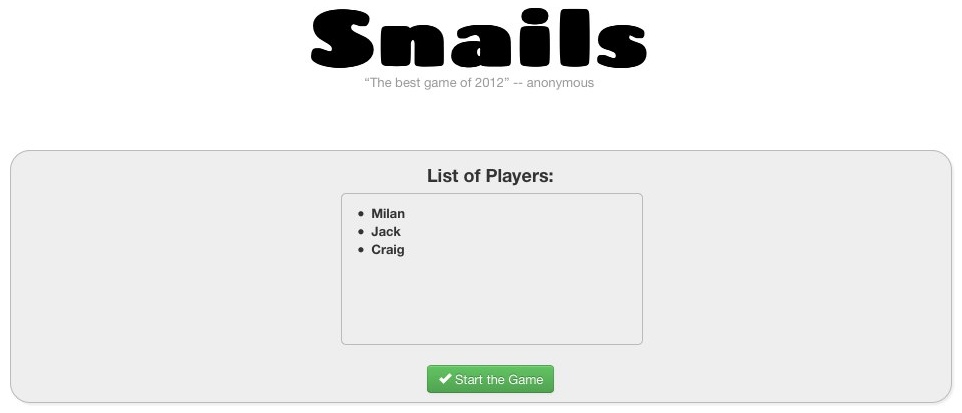 Snails
“The best game of 2012” -- anonymous
List of Players:
• Milan
• Jack
• Craig
Start the Game